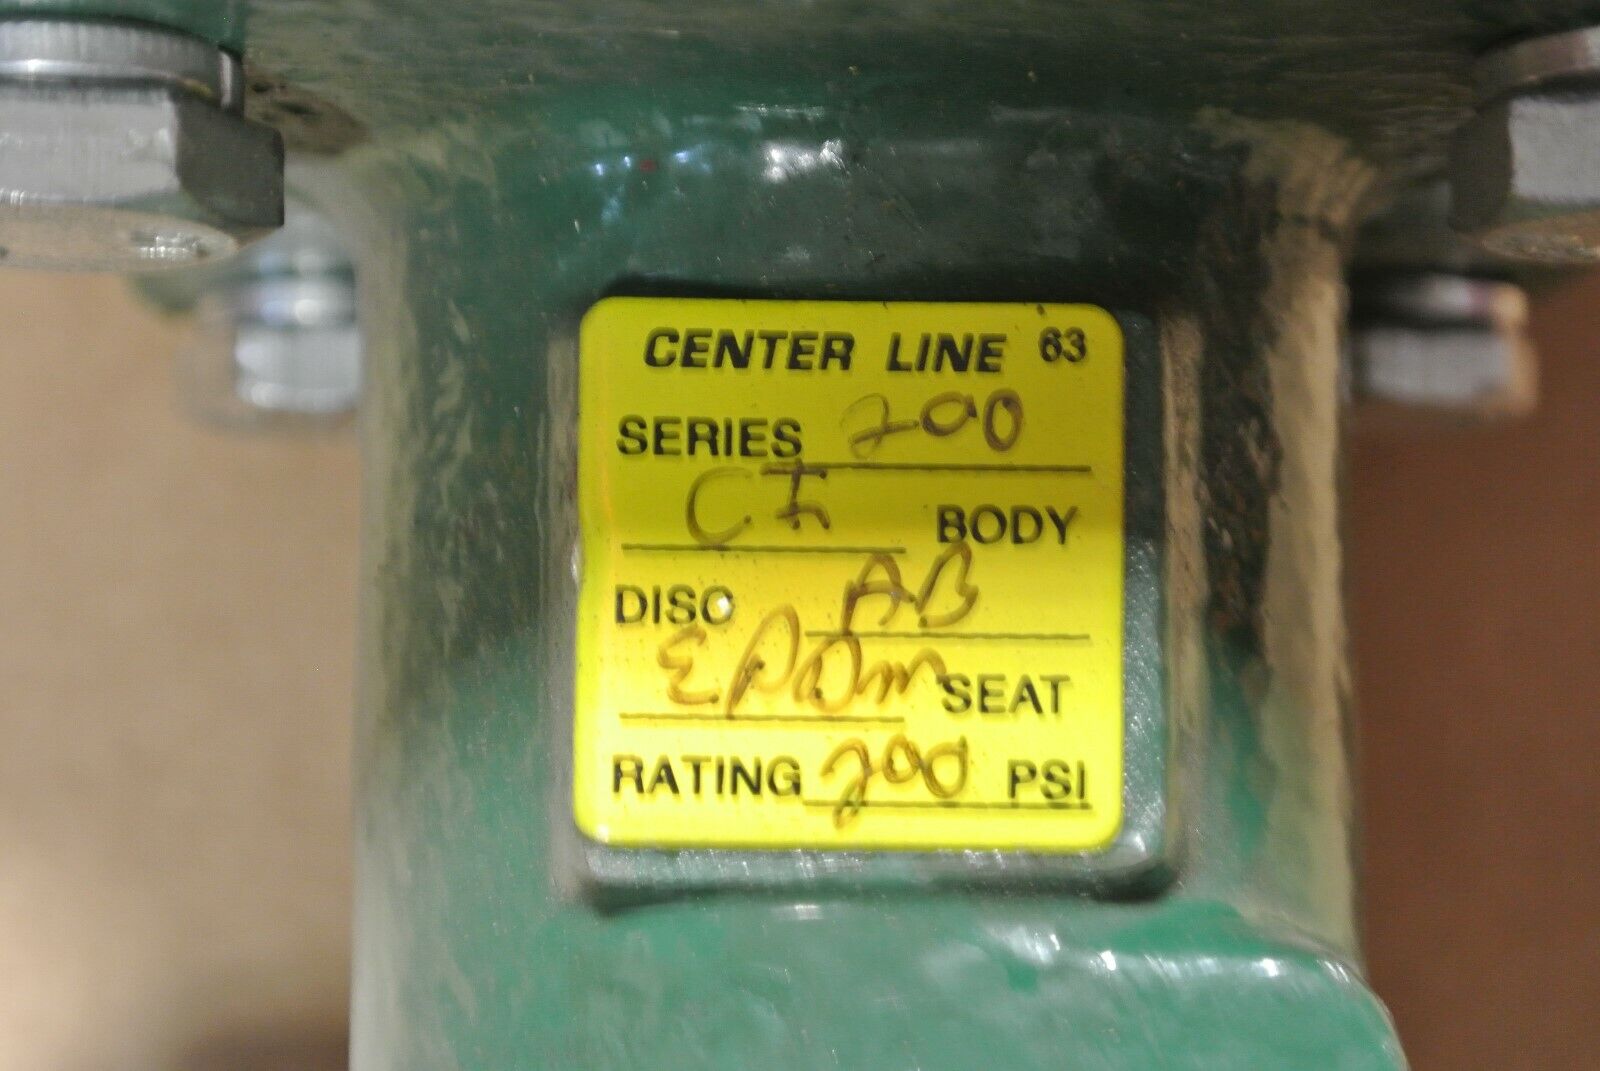 CENTER LINE 63
SERIES 200
CI BODY
DISC AB
EPDM SEAT
RATING 200 PSI